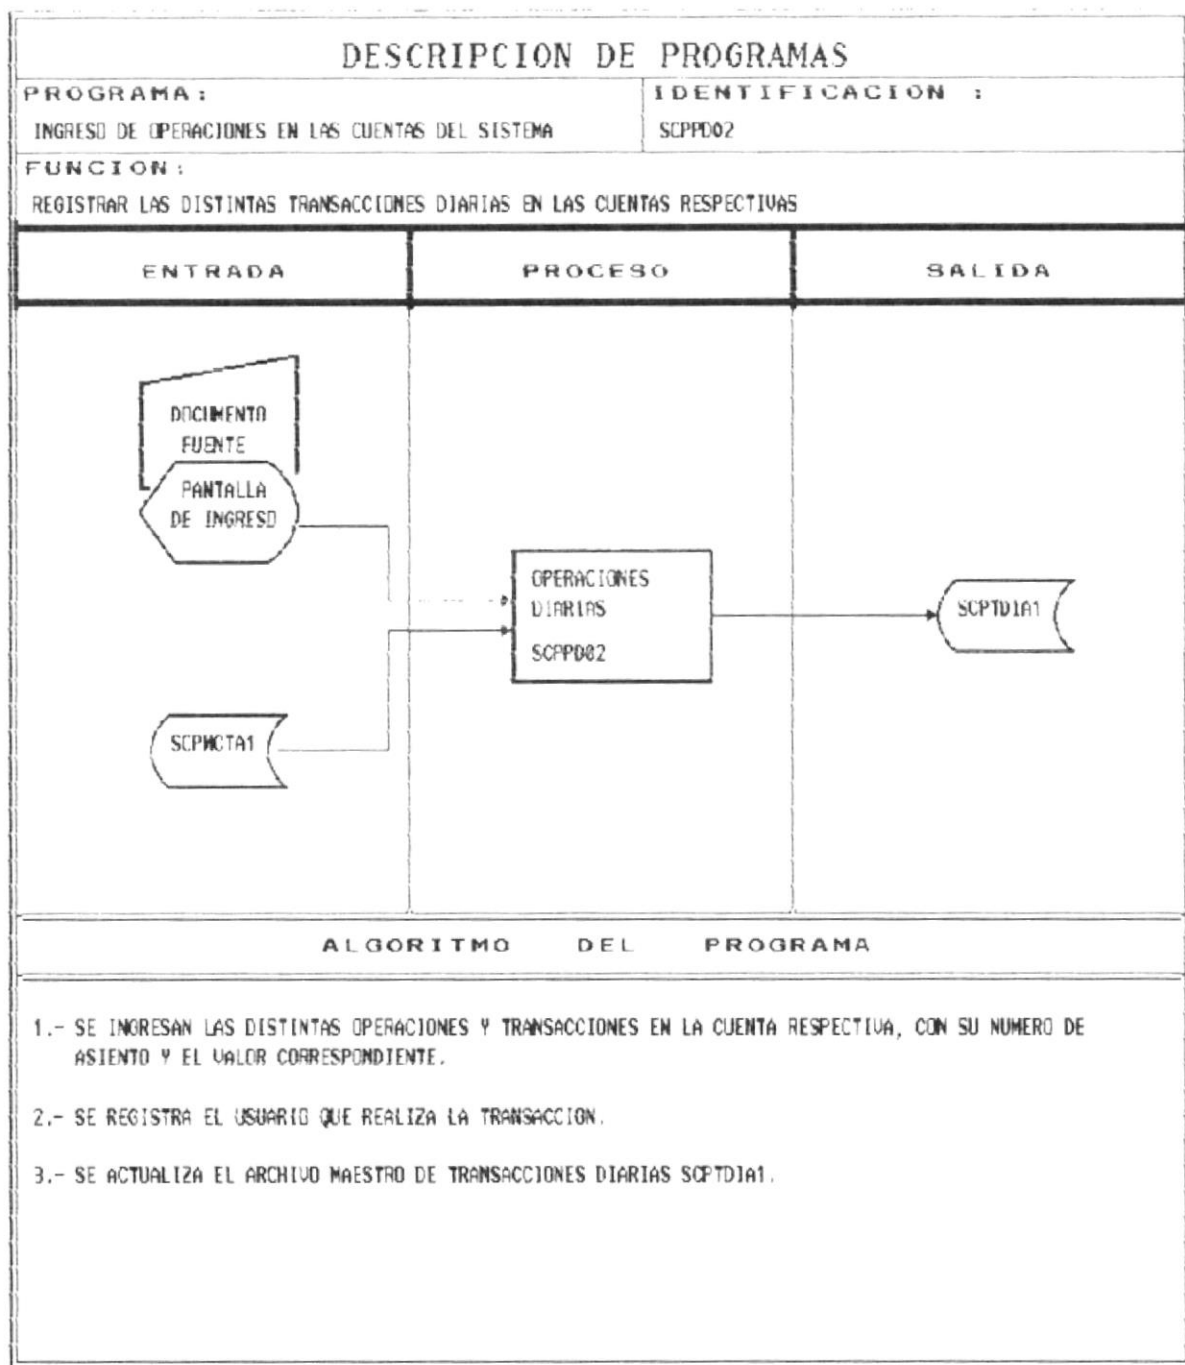 DESCRIPCION DE PROGRAMAS
PROGRAMA:
IDENTIFICACION :
INGRESO DE OPERACIONES EN LAS CUENTAS DEL SISTEMA
SCPPD02
FUNCION:
REGISTRAR LAS DISTINTAS TRANSACCIONES DIARIAS EN LAS CUENTAS RESPECTIVAS
ENTRADA
PROCESO
SALIDA
DOCUMENTO
FUENTE
PANTALLA
DE INGRESO
OPERACIONES
DIARIAS
SCPPD02
SCPTDIA1
SCPMCTA1
ALGORITMO DEL PROGRAMA
1.- SE INGRESAN LAS DISTINTAS OPERACIONES Y TRANSACCIONES EN LA CUENTA RESPECTIVA, CON SU NUMERO DE
ASIENTO Y EL VALOR CORRESPONDIENTE.
2.- SE REGISTRA EL USUARIO QUE REALIZA LA TRANSACCION.
3.- SE ACTUALIZA EL ARCHIVO MAESTRO DE TRANSACCIONES DIARIAS SCPTDIA1.